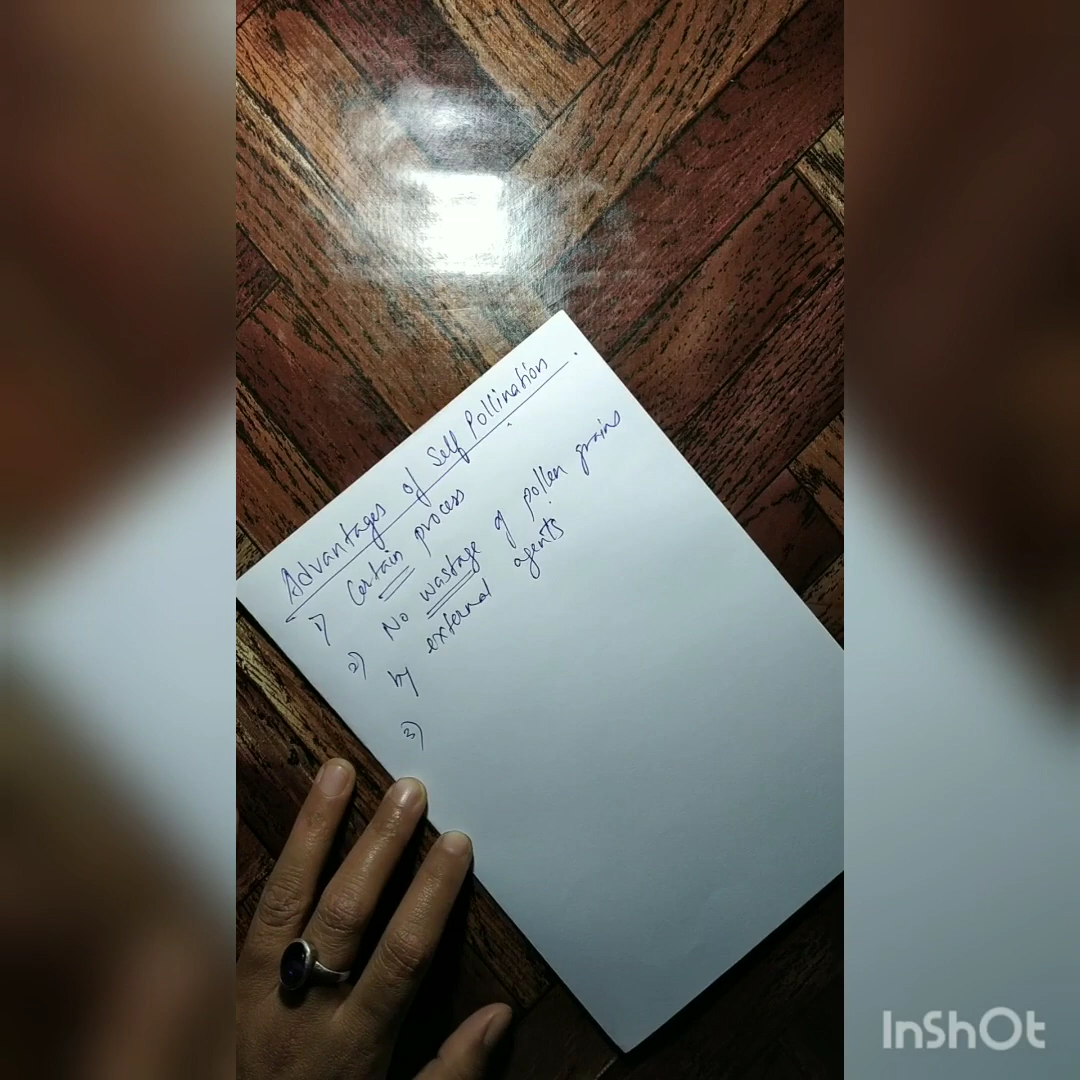 Advantages of Self Pollination.
1) Certain process
2) No wastage of pollen grains
by external agents
3)
InShOt